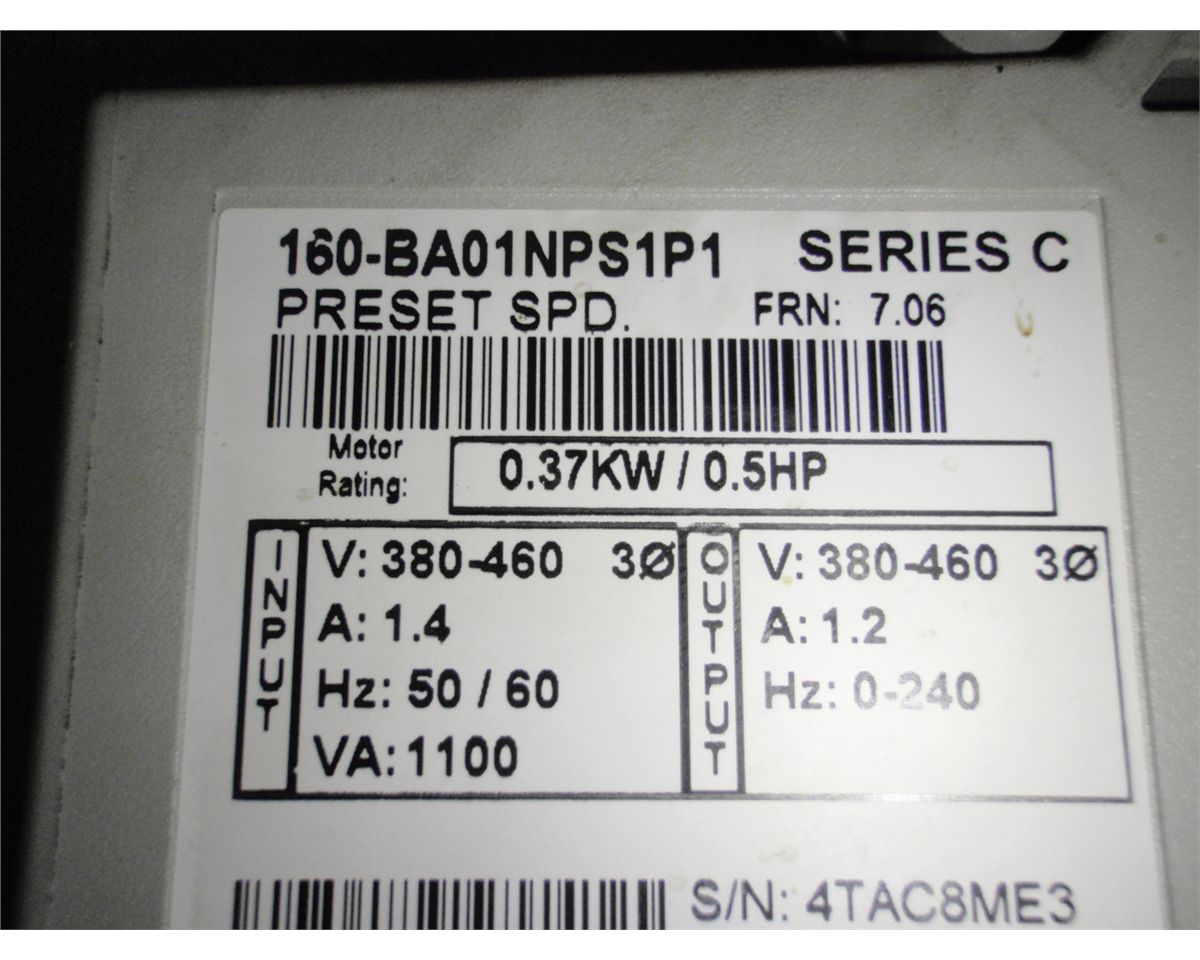 160-BA01NPS1P1 SERIES C
PRESET SPD. FRN: 7.06
Motor
Rating: 0.37KW / 0.5HP
INPUT
V: 380-460 3Ø
A: 1.4
Hz: 50 / 60
VA: 1100
OUTPUT
V: 380-460 3Ø
A: 1.2
Hz: 0-240
S/N: 4TAC8ME3